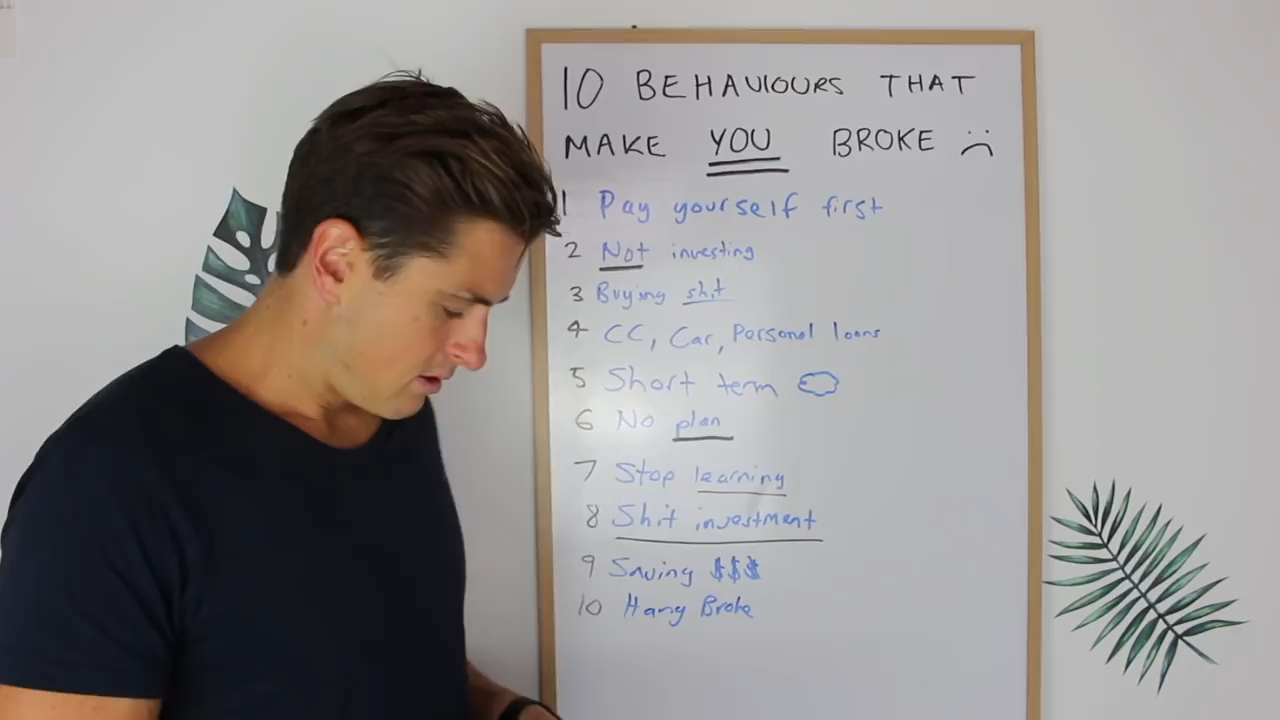 10 BEHAVIOURS THAT
MAKE YOU BROKE
1 Pay yourself first
2 Not investing
3 Buying shit
4 CC, Car, Personal loans
5 Short term
6 No plan
7 Stop learning
8 Shit investment
9 Saving $$$
10 Hang Broke